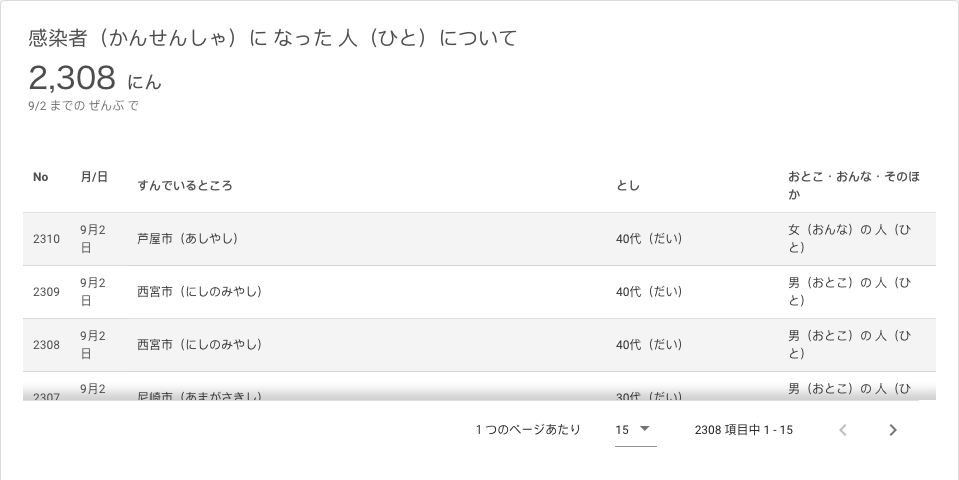 感染者（かんせんしゃ）に なった 人（ひと）について
2,308 にん
9/2 までの ぜんぶ で
No 月/日 すんでいるところ とし おとこ・おんな・そのほ
か
2310 9月2 芦屋市（あしやし） 40代（だい） 女（おんな）の 人（ひ
日 と）
2309 9月2 西宮市（にしのみやし） 40代（だい） 男（おとこ）の 人（ひ
日 と）
2308 9月2 西宮市（にしのみやし） 40代（だい） 男（おとこ）の 人（ひ
日 と）
2307 9月2 尼崎市（あまがさきし） 30代（だい） 男（おとこ）の 人（ひ
1 つのページあたり 15 2308 項目中 1 - 15